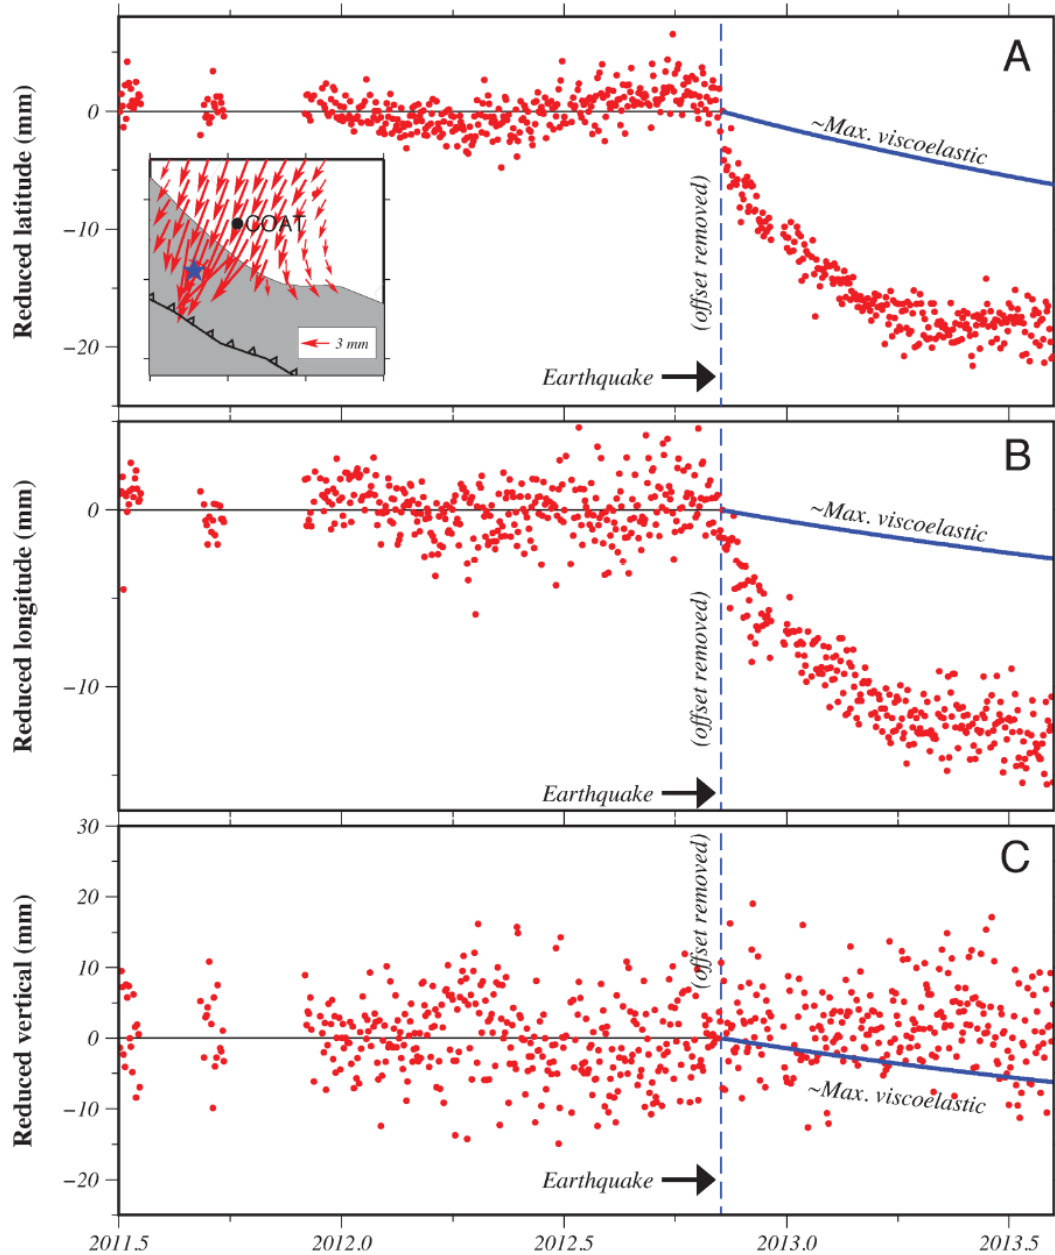 Reduced latitude (mm)
0
−10
−20
A
~Max. viscoelastic
COAT
3 mm
(offset removed)
Earthquake
Reduced longitude (mm)
0
−10
B
~Max. viscoelastic
(offset removed)
Earthquake
Reduced vertical (mm)
30
20
10
0
−10
−20
C
(offset removed)
~Max. viscoelastic
Earthquake
2011.5 2012.0 2012.5 2013.0 2013.5